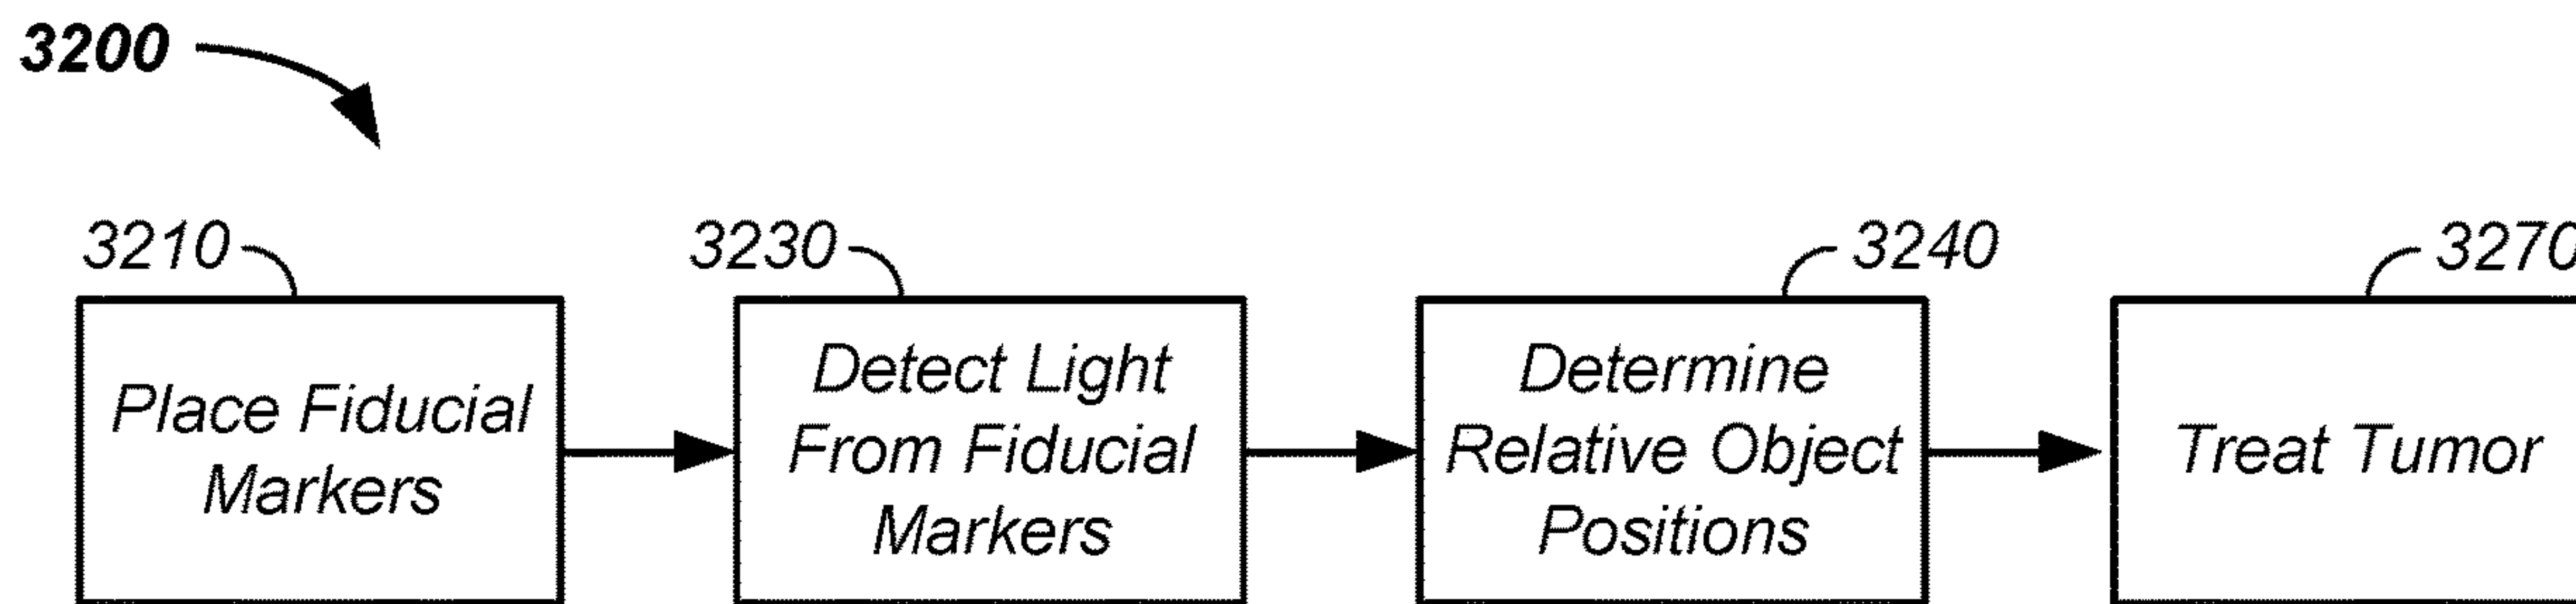 3200
3210
3230
3240
3270
Place Fiducial
Markers
Detect Light
From Fiducial
Markers
Determine
Relative Object
Positions
Treat Tumor